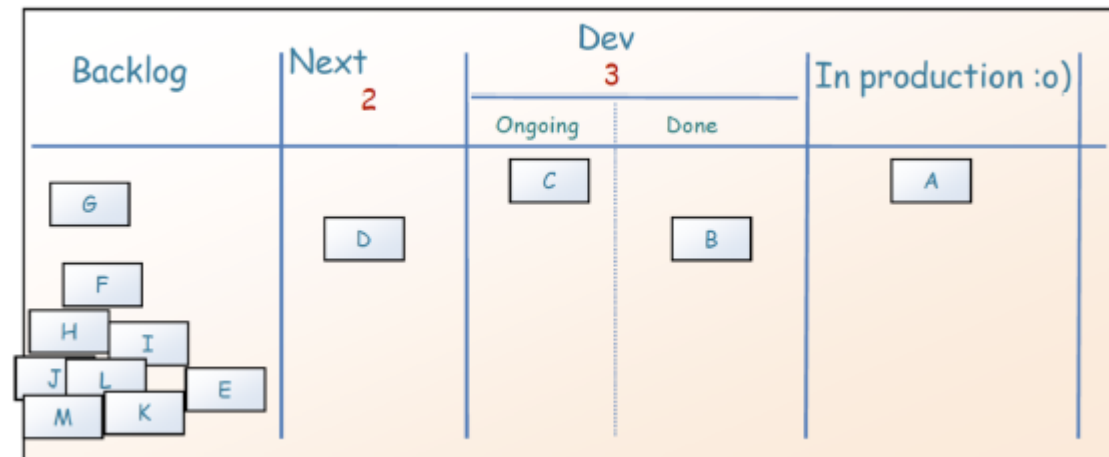 Backlog
Next
2
Dev
3
In production :o)
Ongoing
Done
C
A
G
D
B
F
H
I
J
L
E
M
K